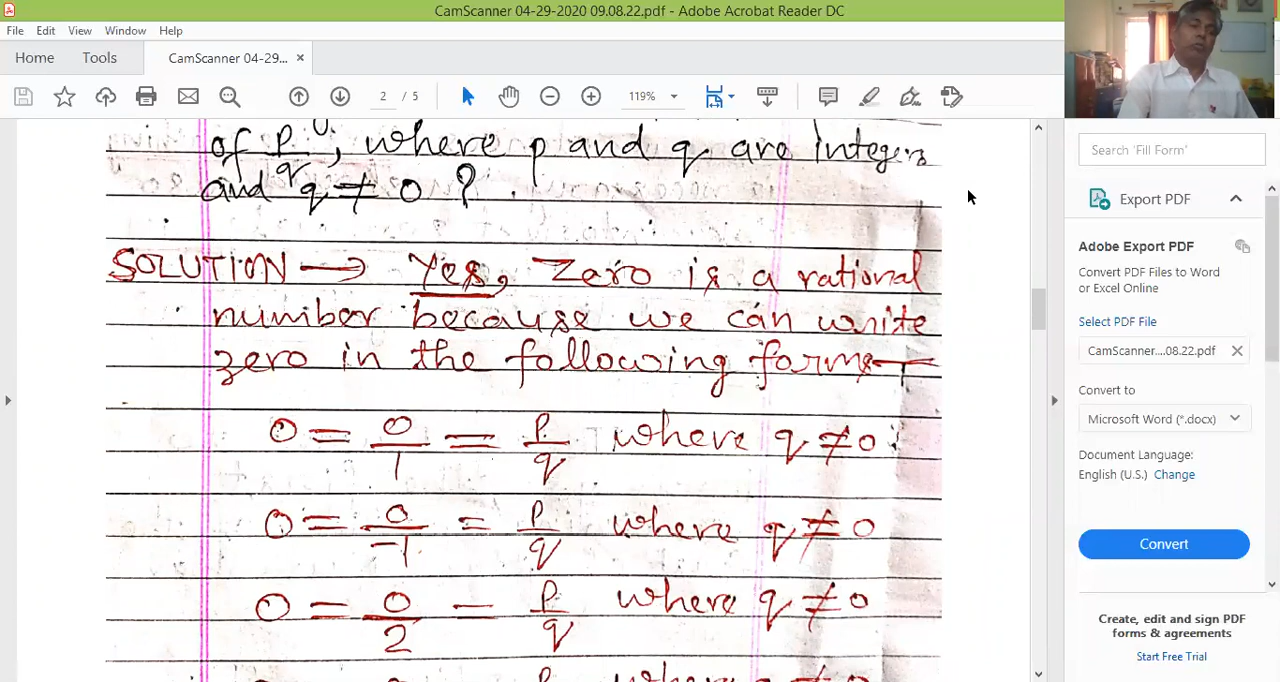 CamScanner 04-29-2020 09.08.22.pdf - Adobe Acrobat Reader DC
File Edit View Window Help
Home Tools CamScanner 04-29... ×
2 / 5 119%
of p/q, where p and q are integers
and q ≠ 0 ?
SOLUTION → Yes, Zero is a rational
number because we can write
zero in the following forms
0 = 0/1 = p/q where q ≠ 0
0 = 0/-1 = p/q where q ≠ 0
0 = 0/2 = p/q where q ≠ 0
where q ≠ 0
Search 'Fill Form'
Export PDF
Adobe Export PDF
Convert PDF Files to Word
or Excel Online
Select PDF File
CamScanner....08.22.pdf
Convert to
Microsoft Word (*.docx)
Document Language:
English (U.S.) Change
Convert
Create, edit and sign PDF
forms & agreements
Start Free Trial